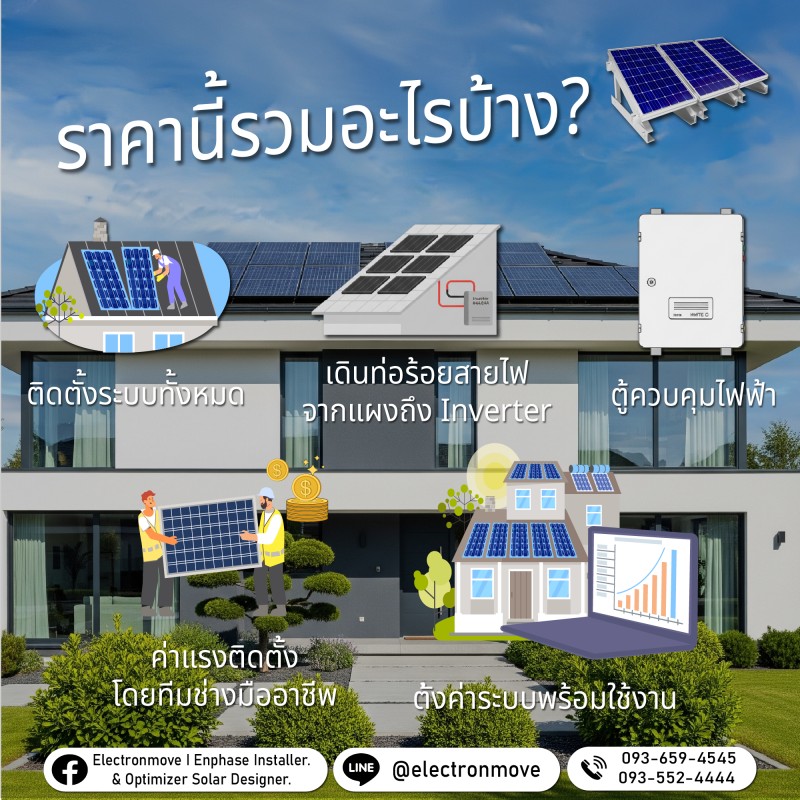 ราคานี้รวมอะไรบ้าง?
ติดตั้งระบบทั้งหมด
เดินท่อร้อยสายไฟ
จากแผงถึง Inverter
ตู้ควบคุมไฟฟ้า
ค่าแรงติดตั้ง
โดยทีมช่างมืออาชีพ
ตั้งค่าระบบพร้อมใช้งาน
Electronmove I Enphase Installer.
& Optimizer Solar Designer.
LINE
@electronmove
093-659-4545
093-552-4444